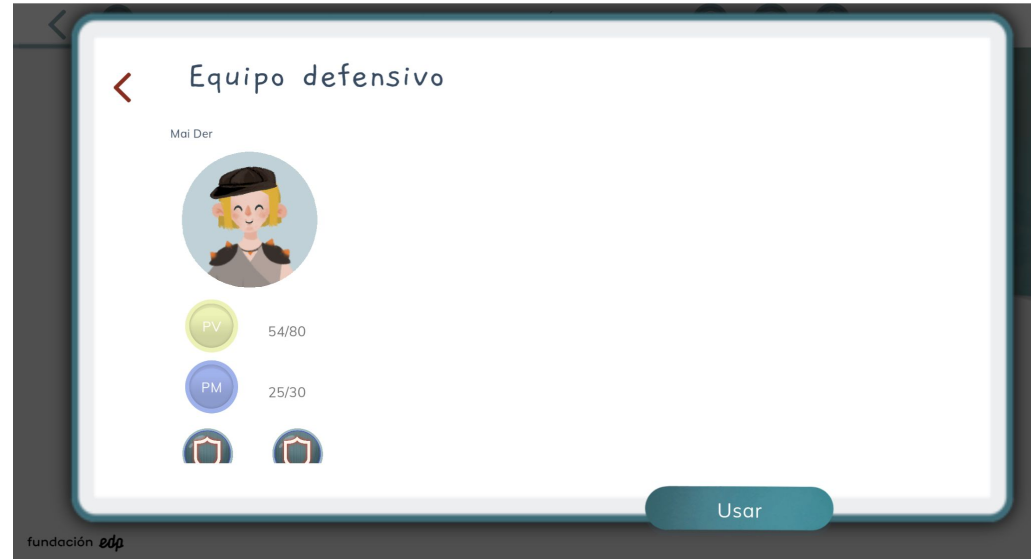 Equipo defensivo
Mai Der
PV 54/80
PM 25/30
Usar
fundación edp